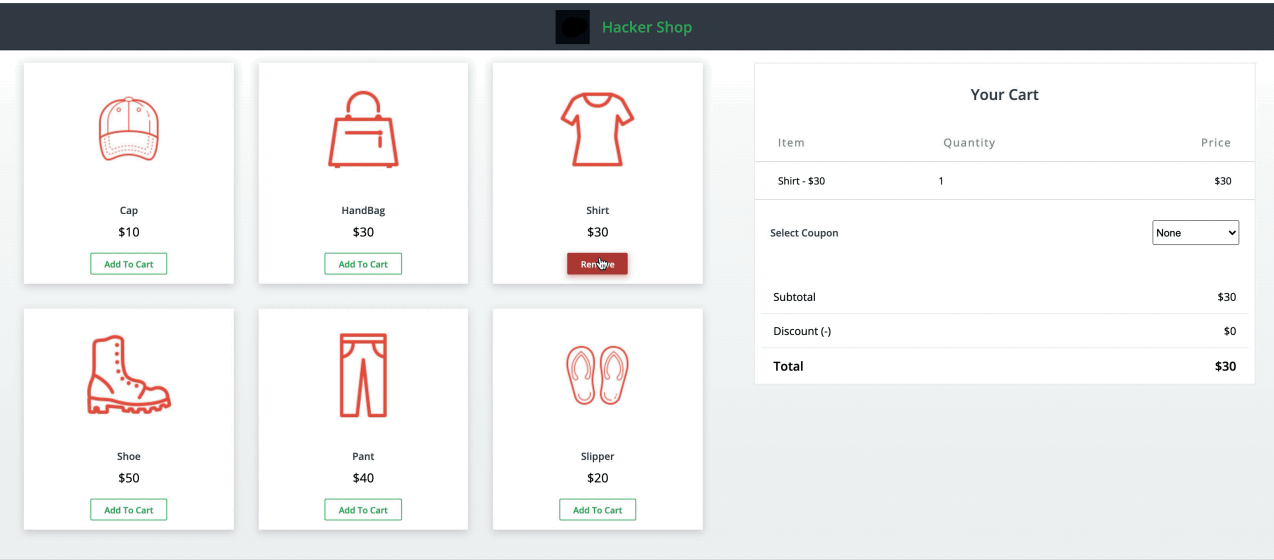 Hacker Shop
Cap
$10
Add To Cart
HandBag
$30
Add To Cart
Shirt
$30
Shoe
$50
Add To Cart
Pant
$40
Add To Cart
Slipper
$20
Add To Cart
Your Cart
Item Quantity Price
Shirt - $30 1 $30
Select Coupon None
Subtotal $30
Discount (-) $0
Total $30